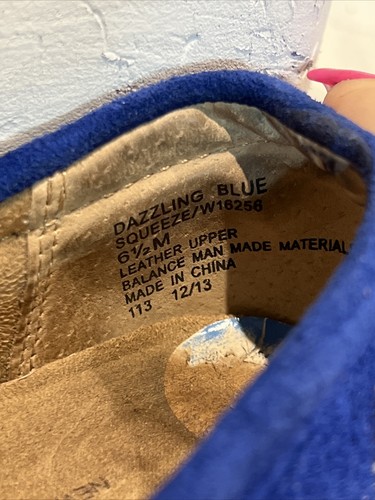 DAZZLING BLUE
SQUEEZE/W16256
6½M
LEATHER UPPER
BALANCE MAN MADE MATERIAL
MADE IN CHINA
113 12/13